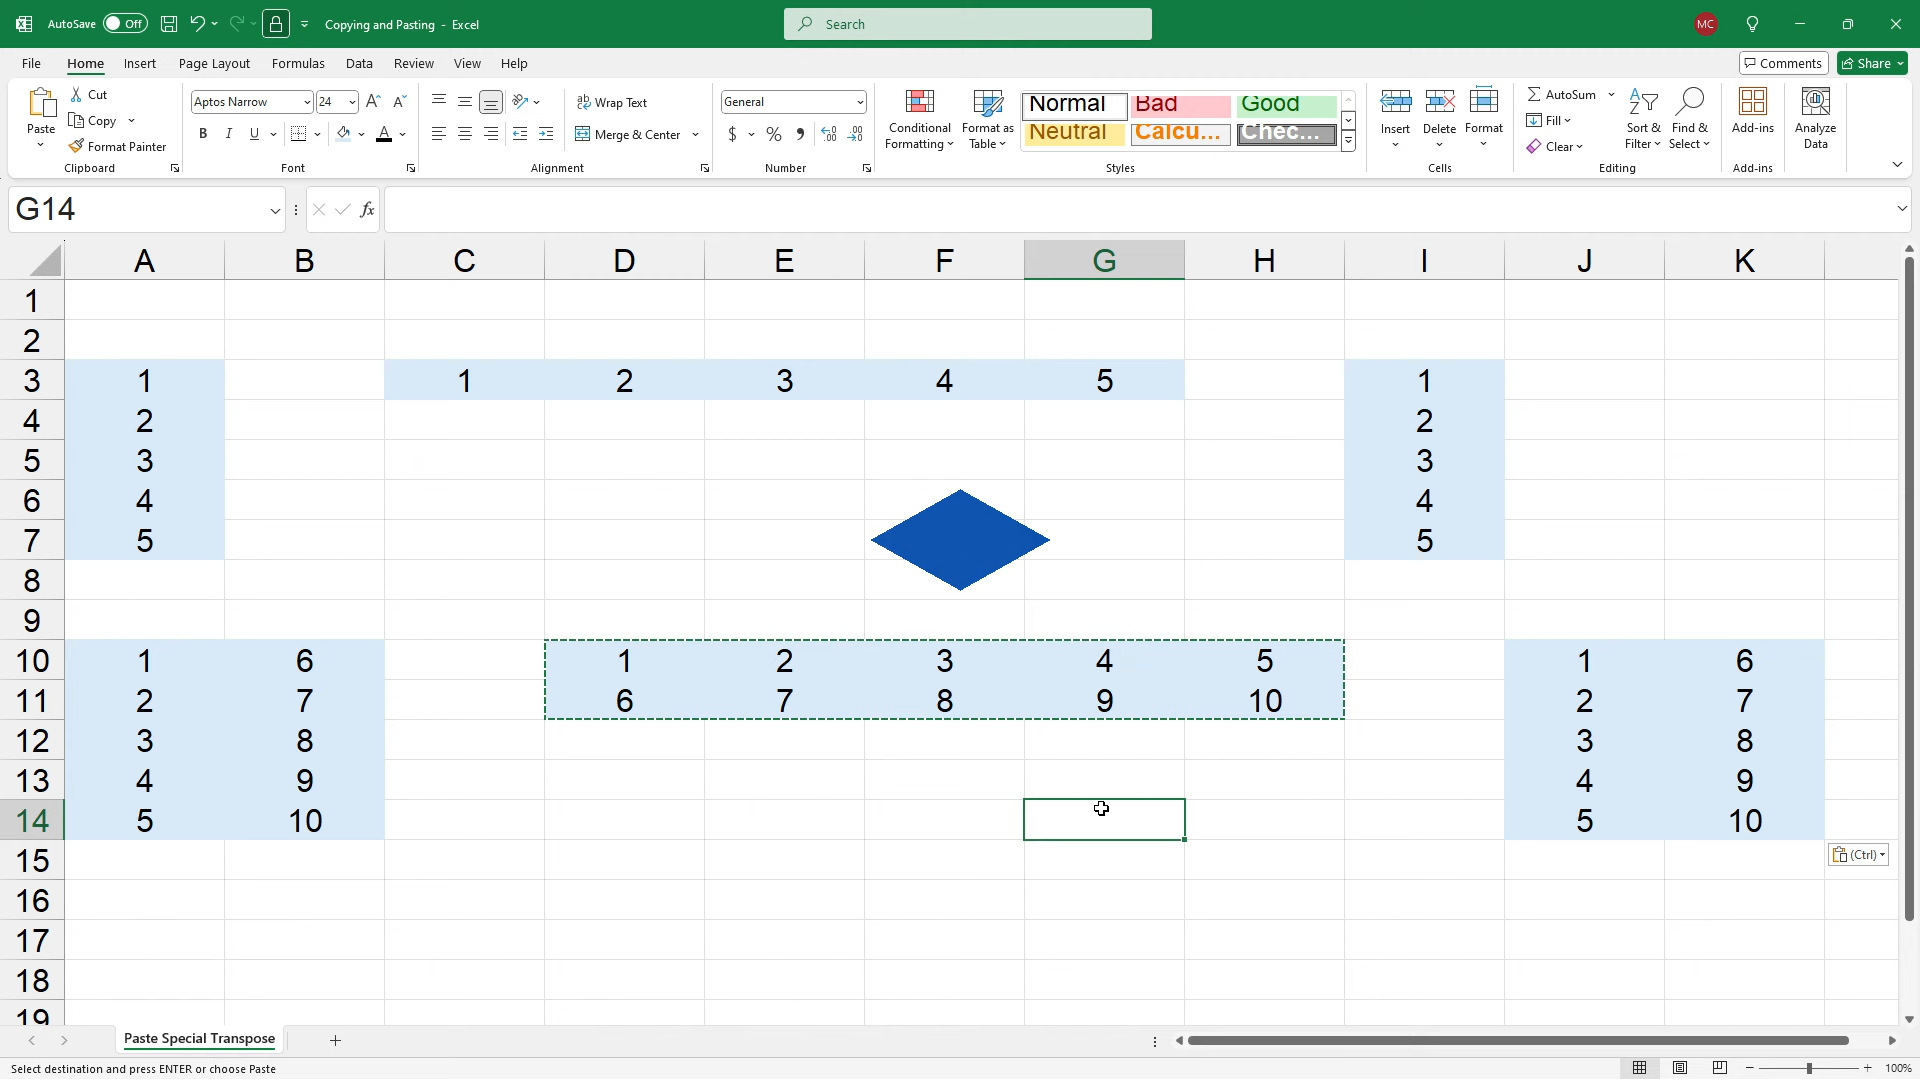 AutoSave Off Copying and Pasting - Excel Search MC
File Home Insert Page Layout Formulas Data Review View Help Comments Share
Paste Cut Copy Format Painter Clipboard
Aptos Narrow 24 B I U A Font
Wrap Text Merge & Center Alignment
General $ % , Number
Conditional Formatting Format as Table
Normal Bad Good
Neutral Calcu... Chec...
Styles
Insert Delete Format Cells
AutoSum Fill Clear Sort & Filter Find & Select Editing
Add-ins Add-ins
Analyze Data
G14 fx
A B C D E F G H I J K
1
2
3 1 1 2 3 4 5 1
4 2 2
5 3 3
6 4 4
7 5 5
8
9
10 1 6 1 2 3 4 5 1 6
11 2 7 6 7 8 9 10 2 7
12 3 8 3 8
13 4 9 4 9
14 5 10 5 10
15 (Ctrl)
16
17
18
19
Paste Special Transpose
Select destination and press ENTER or choose Paste 100%